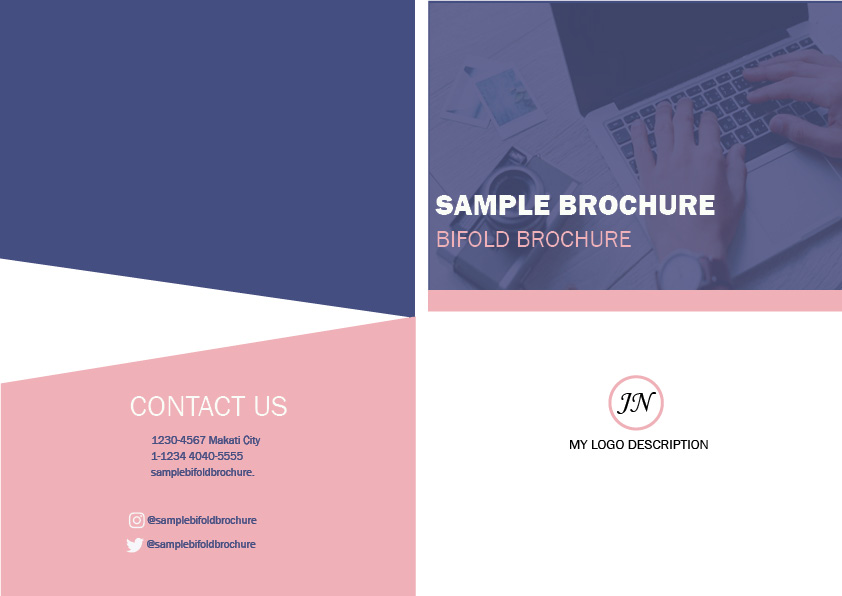 CONTACT US
1230-4567 Makati City
1-1234 4040-5555
samplebifoldbrochure.
@samplebifoldbrochure
@samplebifoldbrochure
SAMPLE BROCHURE
BIFOLD BROCHURE
JN
MY LOGO DESCRIPTION